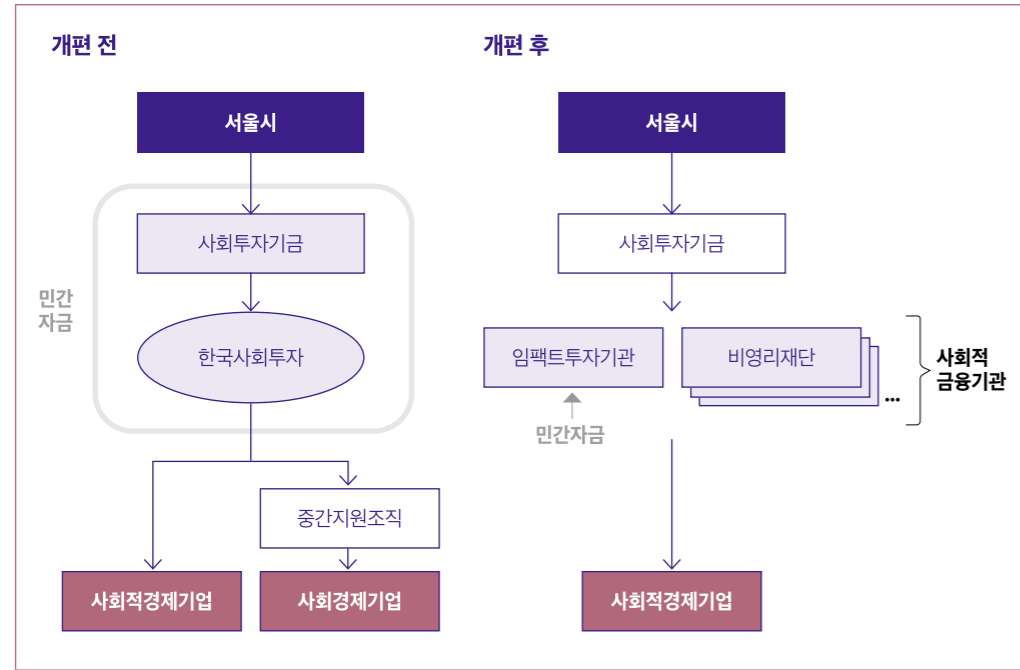 개편 전
서울시
사회투자기금
민간
자금
한국사회투자
중간지원조직
사회적경제기업
사회경제기업
개편 후
서울시
사회투자기금
임팩트투자기관
비영리재단
...
사회적
금융기관
민간자금
사회적경제기업